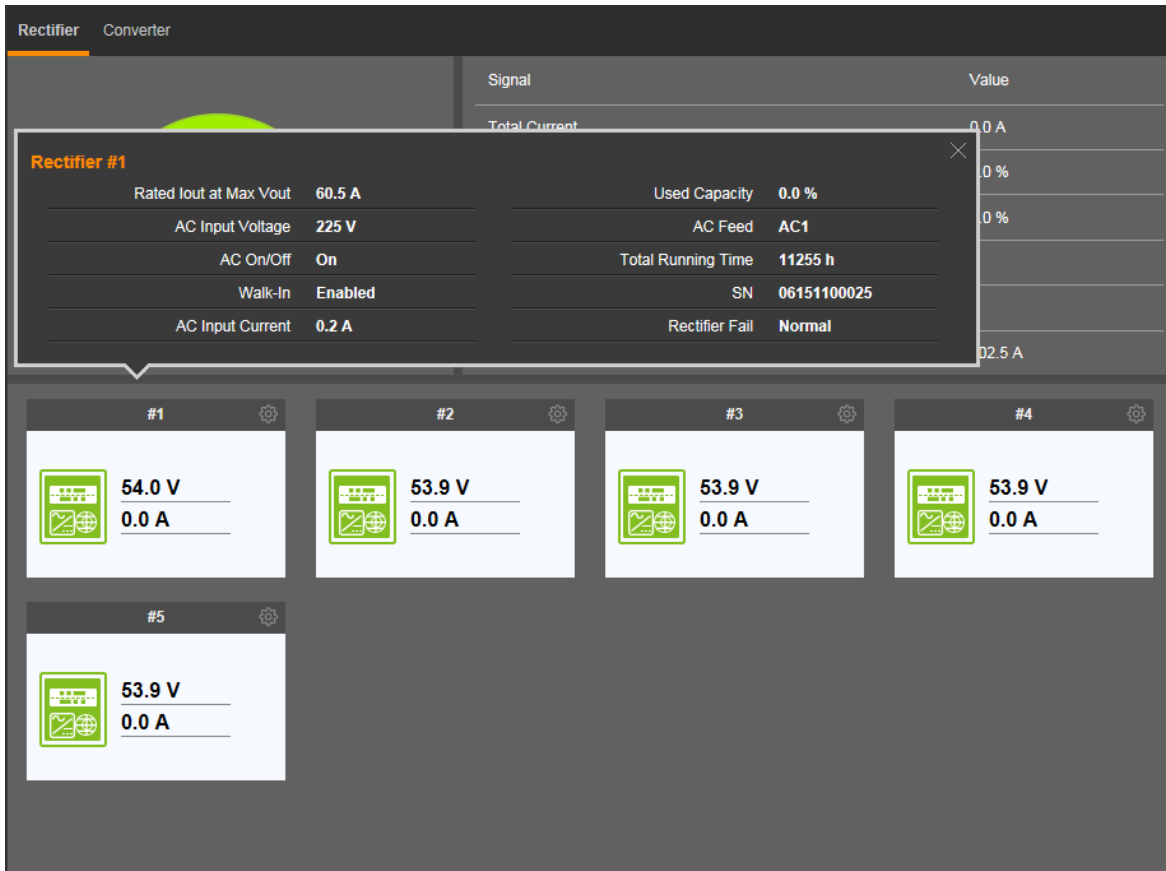 Rectifier Converter
Signal Value
Total Current 0.0 A
Rectifier #1
Rated Iout at Max Vout 60.5 A Used Capacity 0.0 %
.0 %
AC Input Voltage 225 V AC Feed AC1
.0 %
AC On/Off On Total Running Time 11255 h
Walk-In Enabled SN 06151100025
AC Input Current 0.2 A Rectifier Fail Normal
02.5 A
#1 #2 #3 #4
54.0 V 53.9 V 53.9 V 53.9 V
0.0 A 0.0 A 0.0 A 0.0 A
#5
53.9 V
0.0 A